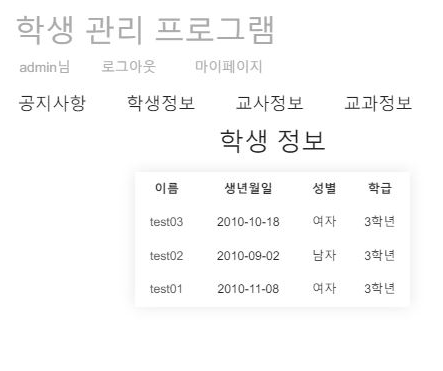 학생 관리 프로그램
admin님 로그아웃 마이페이지
공지사항 학생정보 교사정보 교과정보
학생 정보
이름 생년월일 성별 학급
test03 2010-10-18 여자 3학년
test02 2010-09-02 남자 3학년
test01 2010-11-08 여자 3학년